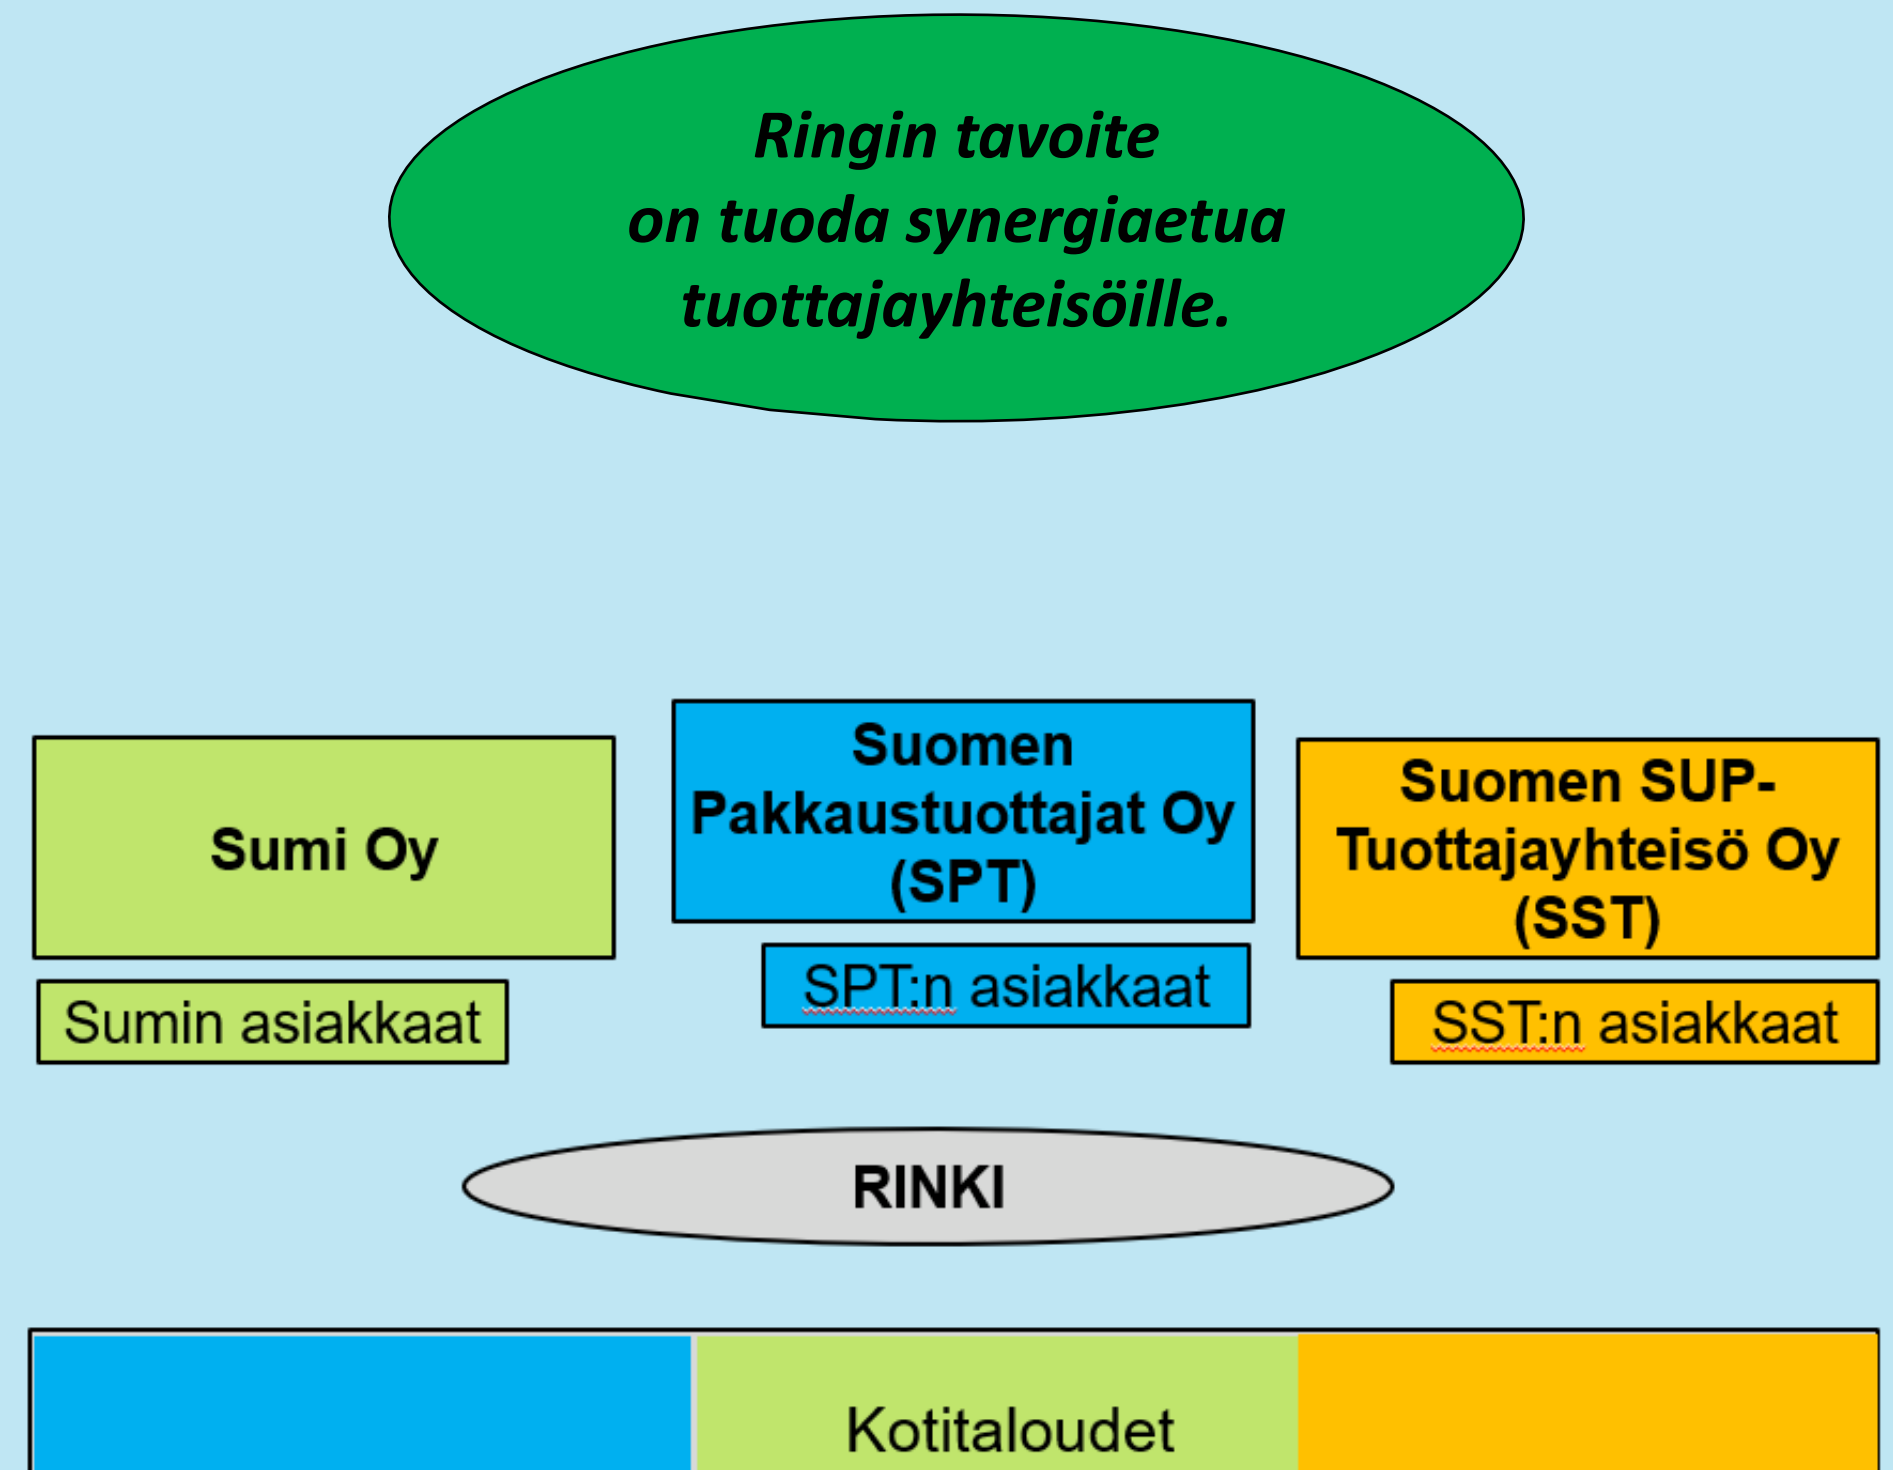 Ringin tavoite
on tuoda synergiaetua
tuottajayhteisöille.
Sumi Oy
Sumin asiakkaat
Suomen
Pakkaustuottajat Oy
(SPT)
SPT:n asiakkaat
Suomen SUP-
Tuottajayhteisö Oy
(SST)
SST:n asiakkaat
RINKI
Kotitaloudet